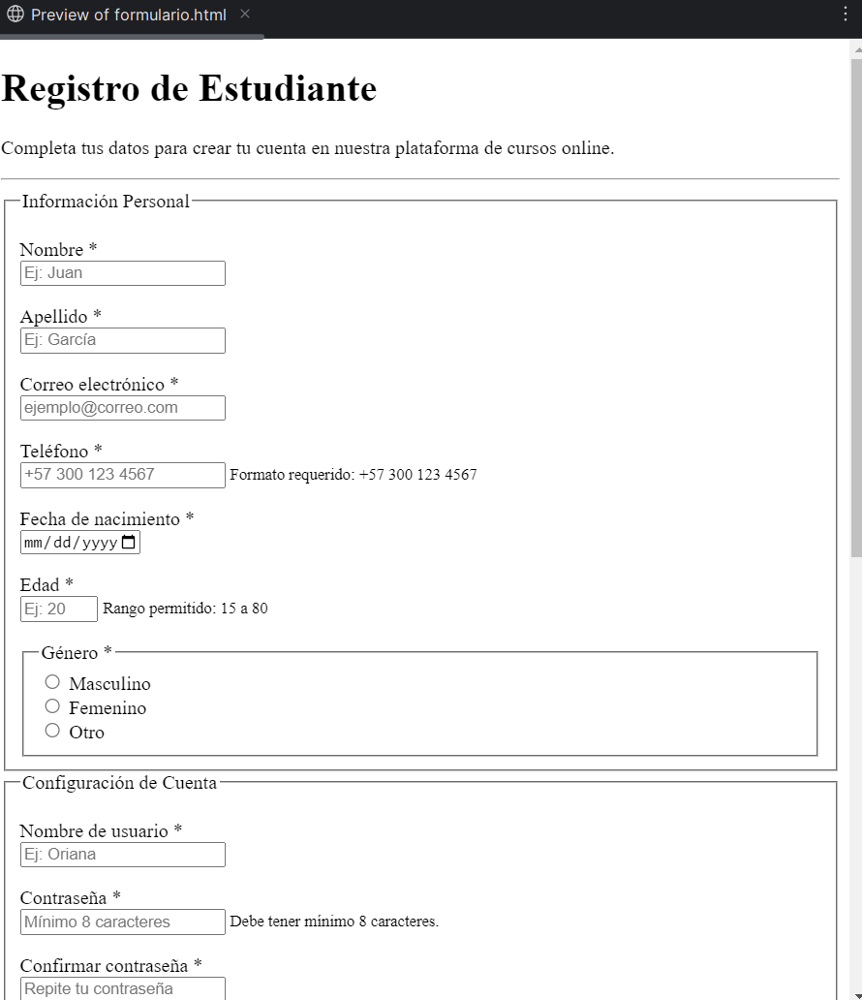 Preview of formulario.html
Registro de Estudiante
Completa tus datos para crear tu cuenta en nuestra plataforma de cursos online.
Información Personal
Nombre *
Ej: Juan
Apellido *
Ej: García
Correo electrónico *
ejemplo@correo.com
Teléfono *
+57 300 123 4567 Formato requerido: +57 300 123 4567
Fecha de nacimiento *
mm/dd/yyyy
Edad *
Ej: 20 Rango permitido: 15 a 80
Género *
Masculino
Femenino
Otro
Configuración de Cuenta
Nombre de usuario *
Ej: Oriana
Contraseña *
Mínimo 8 caracteres Debe tener mínimo 8 caracteres.
Confirmar contraseña *
Repite tu contraseña